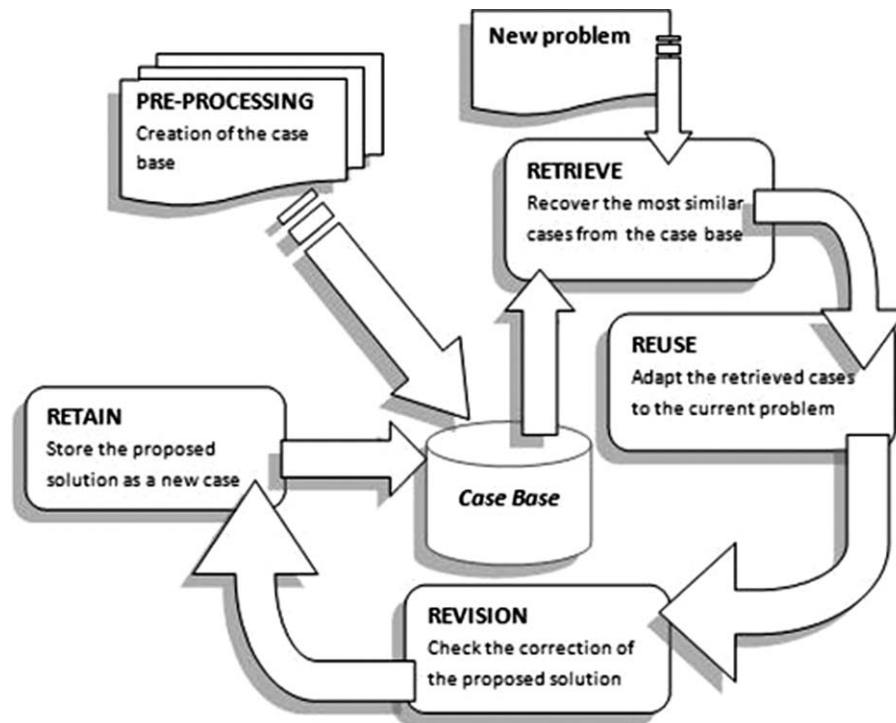 New problem
PRE-PROCESSING
Creation of the case
base
RETRIEVE
Recover the most similar
cases from the case base
REUSE
Adapt the retrieved cases
to the current problem
RETAIN
Store the proposed
solution as a new case
Case Base
REVISION
Check the correction of
the proposed solution